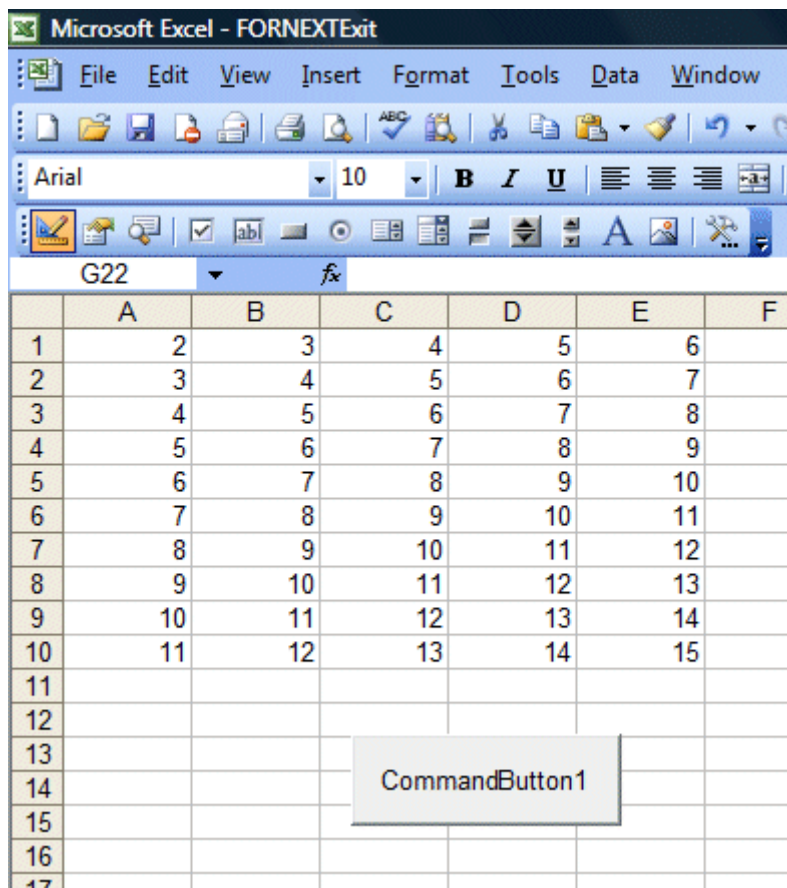 Microsoft Excel - FORNEXTExit
File Edit View Insert Format Tools Data Window
ABC
Arial 10 B I U a
ab A
G22 fx
A B C D E F
1 2 3 4 5 6
2 3 4 5 6 7
3 4 5 6 7 8
4 5 6 7 8 9
5 6 7 8 9 10
6 7 8 9 10 11
7 8 9 10 11 12
8 9 10 11 12 13
9 10 11 12 13 14
10 11 12 13 14 15
11
12
13
CommandButton1
14
15
16
17